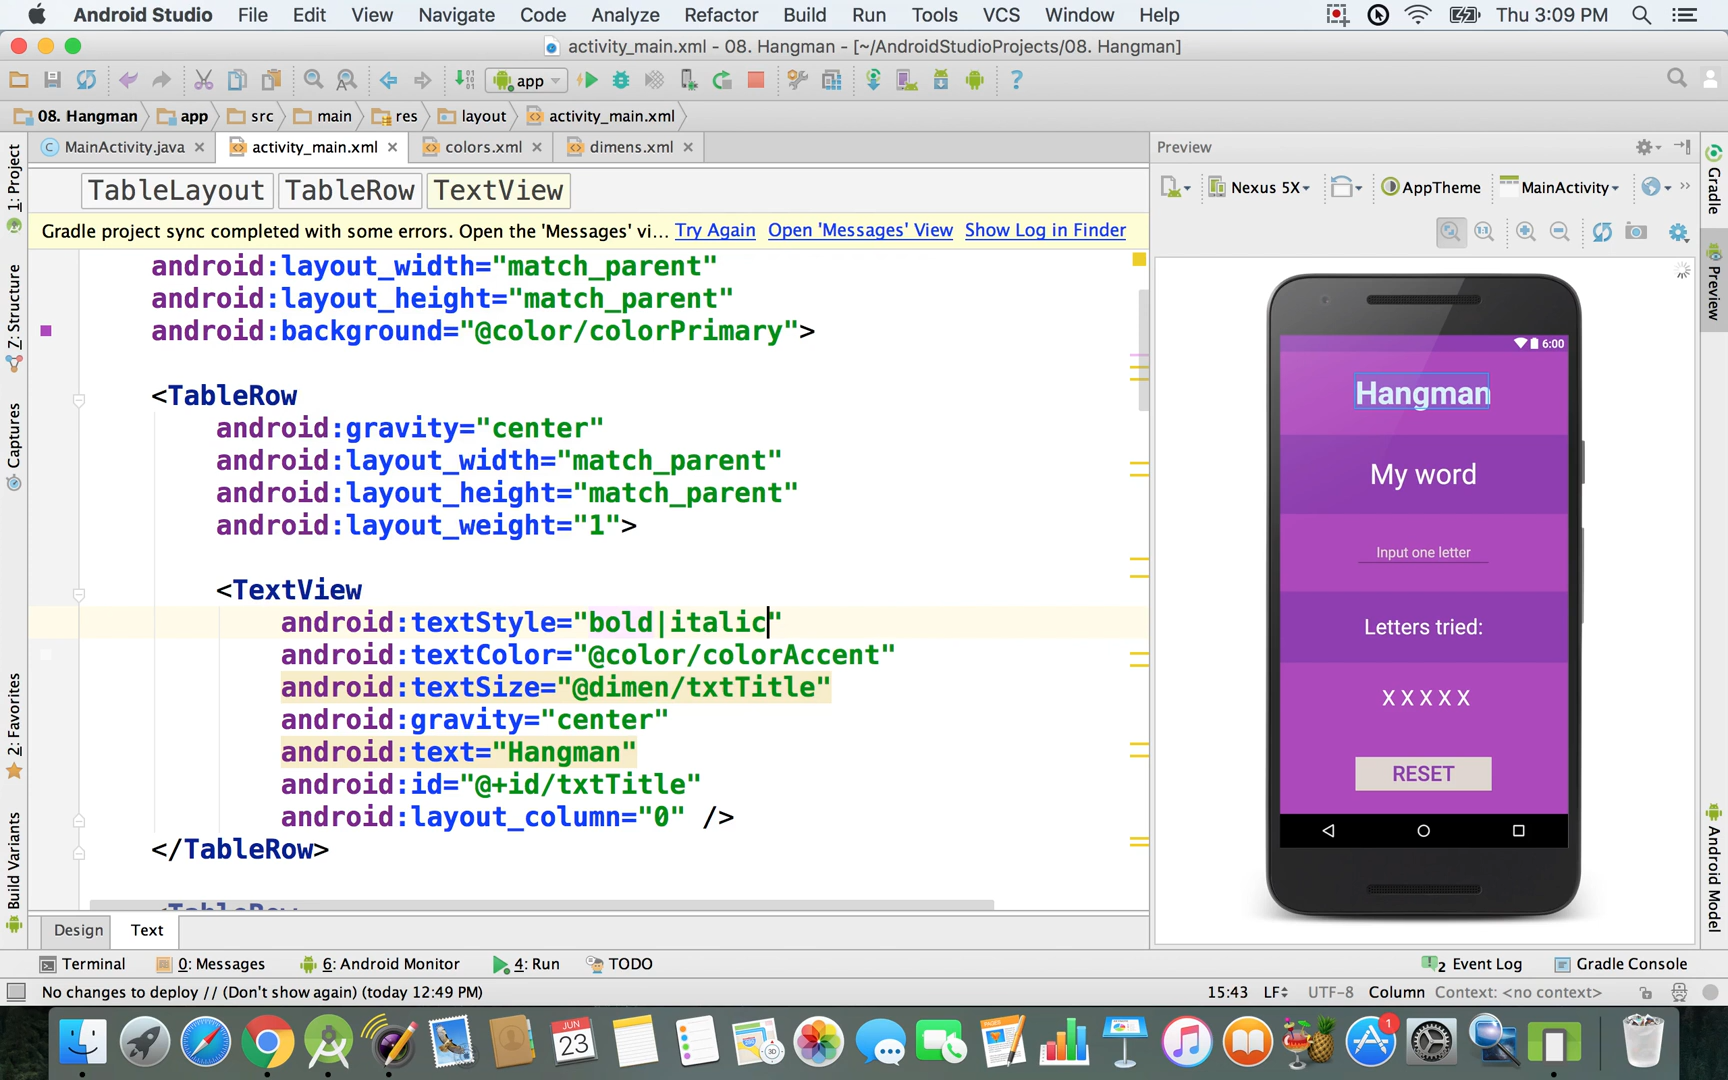 Android Studio File Edit View Navigate Code Analyze Refactor Build Run Tools VCS Window Help Thu 3:09 PM
activity_main.xml - 08. Hangman - [~/AndroidStudioProjects/08. Hangman]
app
08. Hangman app src main res layout activity_main.xml
MainActivity.java activity_main.xml colors.xml dimens.xml
TableLayout TableRow TextView
Gradle project sync completed with some errors. Open the 'Messages' vi... Try Again Open 'Messages' View Show Log in Finder
android:layout_width="match_parent"
android:layout_height="match_parent"
android:background="@color/colorPrimary">
<TableRow
android:gravity="center"
android:layout_width="match_parent"
android:layout_height="match_parent"
android:layout_weight="1">
<TextView
android:textStyle="bold|italic"
android:textColor="@color/colorAccent"
android:textSize="@dimen/txtTitle"
android:gravity="center"
android:text="Hangman"
android:id="@+id/txtTitle"
android:layout_column="0" />
</TableRow>
<TableRow
Design Text
Preview
Nexus 5X AppTheme MainActivity
6:00
Hangman
My word
Input one letter
Letters tried:
X X X X X
RESET
1: Project
Z: Structure
Captures
2: Favorites
Build Variants
Gradle
Preview
Android Model
Terminal 0: Messages 6: Android Monitor 4: Run TODO 2 Event Log Gradle Console
No changes to deploy // (Don't show again) (today 12:49 PM) 15:43 LF UTF-8 Column Context: <no context>
JUN
23
3D
1